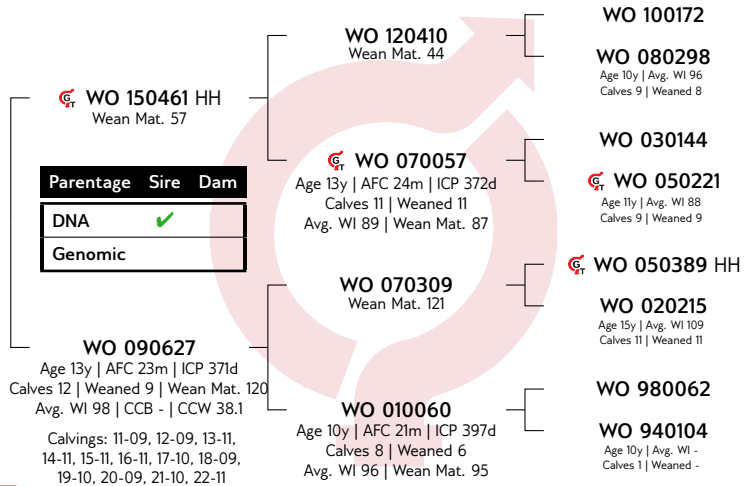 WO 100172
WO 120410
Wean Mat. 44
WO 080298
Age 10y | Avg. WI 96
Calves 9 | Weaned 8
GT WO 150461 HH
Wean Mat. 57
WO 030144
GT WO 070057
Age 13y | AFC 24m | ICP 372d
Calves 11 | Weaned 11
Avg. WI 89 | Wean Mat. 87
GT WO 050221
Age 11y | Avg. WI 88
Calves 9 | Weaned 9
Parentage Sire Dam
DNA ✔
Genomic
GT WO 050389 HH
WO 070309
Wean Mat. 121
WO 020215
Age 15y | Avg. WI 109
Calves 11 | Weaned 11
WO 090627
Age 13y | AFC 23m | ICP 371d
Calves 12 | Weaned 9 | Wean Mat. 120
Avg. WI 98 | CCB - | CCW 38.1
Calvings: 11-09, 12-09, 13-11,
14-11, 15-11, 16-11, 17-10, 18-09,
19-10, 20-09, 21-10, 22-11
WO 980062
WO 010060
Age 10y | AFC 21m | ICP 397d
Calves 8 | Weaned 6
Avg. WI 96 | Wean Mat. 95
WO 940104
Age 10y | Avg. WI -
Calves 1 | Weaned -